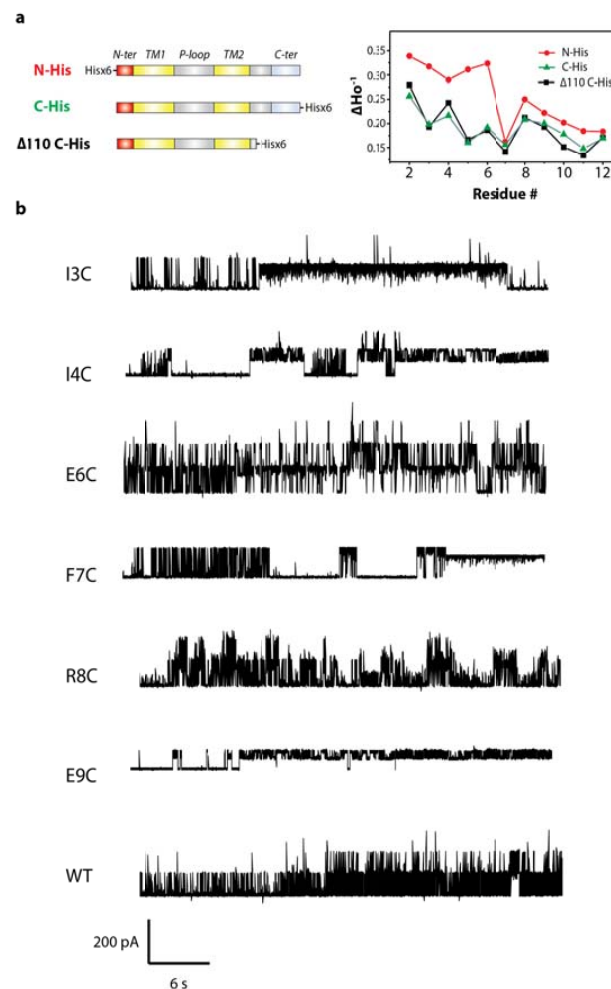 a
N-ter TM1 P-loop TM2 C-ter
N-His Hisx6
C-His Hisx6
Δ110 C-His Hisx6
ΔHo⁻¹
0.35
0.30
0.25
0.20
0.15
2 4 6 8 10 12
Residue #
N-His
C-His
Δ110 C-His
b
I3C
I4C
E6C
F7C
R8C
E9C
WT
200 pA
6 s